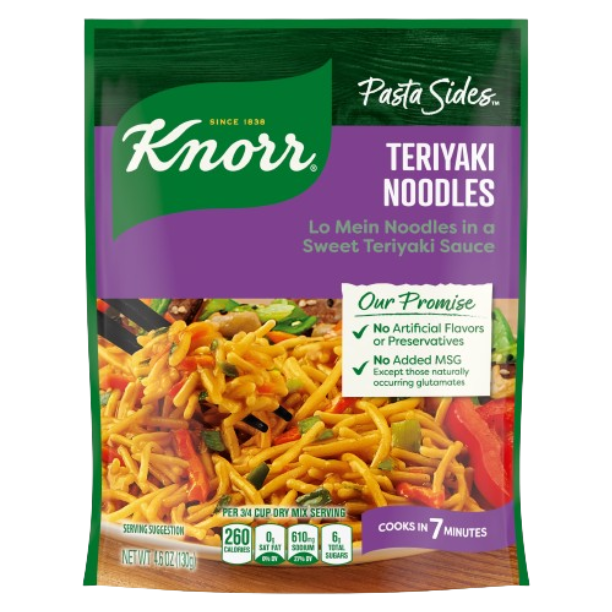 Pasta Sides™
SINCE 1838
Knorr®
TERIYAKI
NOODLES
Lo Mein Noodles in a
Sweet Teriyaki Sauce
Our Promise
✓ No Artificial Flavors
or Preservatives
✓ No Added MSG
Except those naturally
occurring glutamates
PER 3/4 CUP DRY MIX SERVING
260
CALORIES
0g
SAT FAT
0% DV
610mg
SODIUM
27% DV
6g
TOTAL
SUGARS
COOKS IN 7 MINUTES
SERVING SUGGESTION
NET WT. 4.6 OZ (130g)